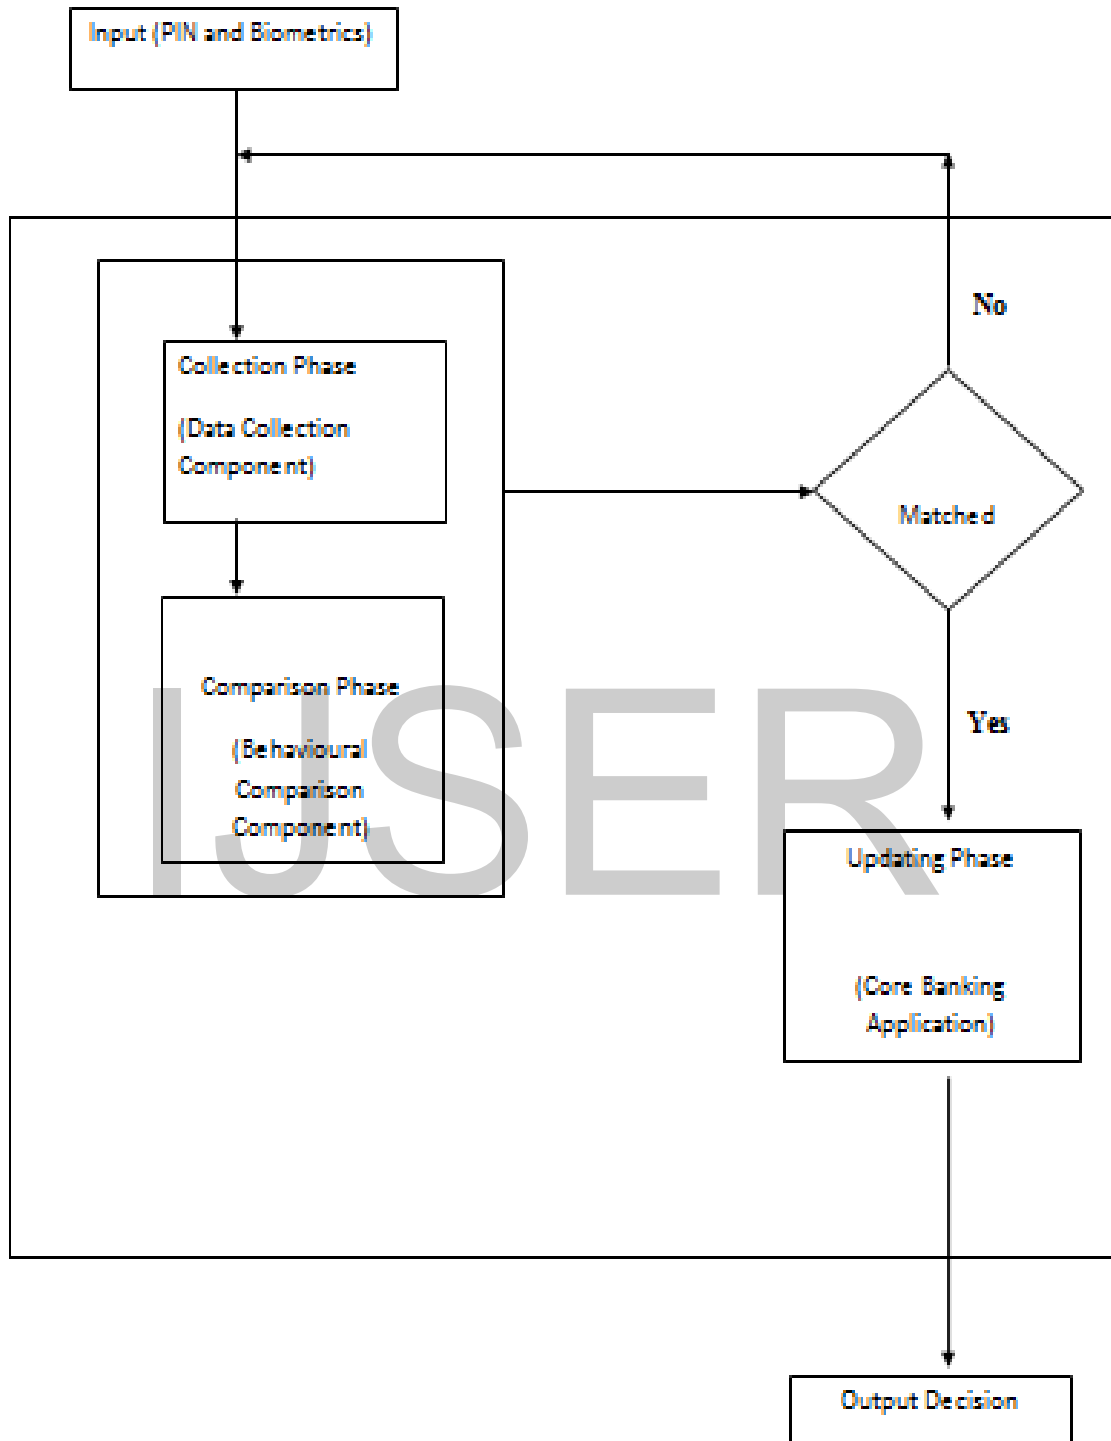 Input (PIN and Biometrics)
No
Collection Phase
(Data Collection
Component)
Matched
Comparison Phase
(Behavioural
Comparison
Component)
Yes
IJSER
Updating Phase
(Core Banking
Application)
Output Decision